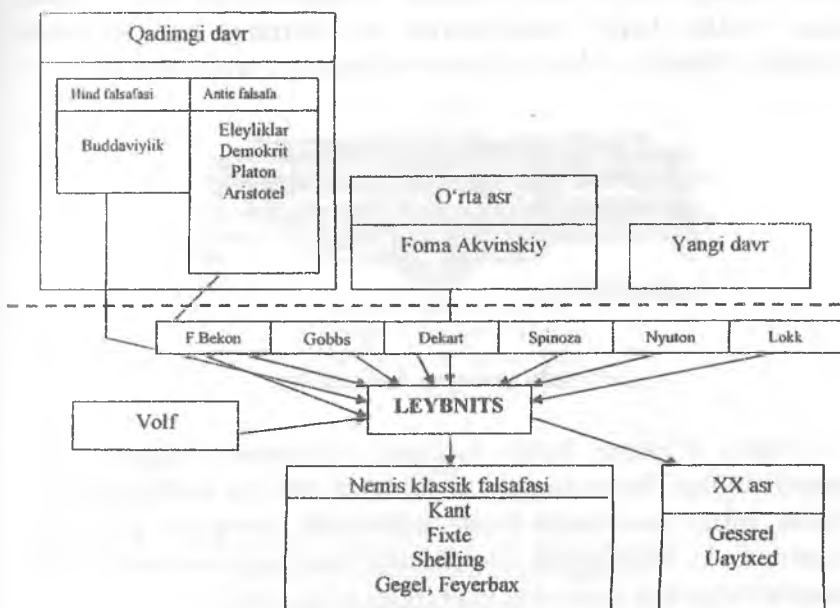 Qadimgi davr
Hind falsafasi
Antic falsafa
Buddaviylik
Eleyliklar
Demokrit
Platon
Aristotel
O‘rta asr
Foma Akvinskiy
Yangi davr
F.Bekon
Gobbs
Dekart
Spinoza
Nyuton
Lokk
Volf
LEYBNITS
Nemis klassik falsafasi
Kant
Fixte
Shelling
Gegel, Feyerbax
XX asr
Gessrel
Uaytxed